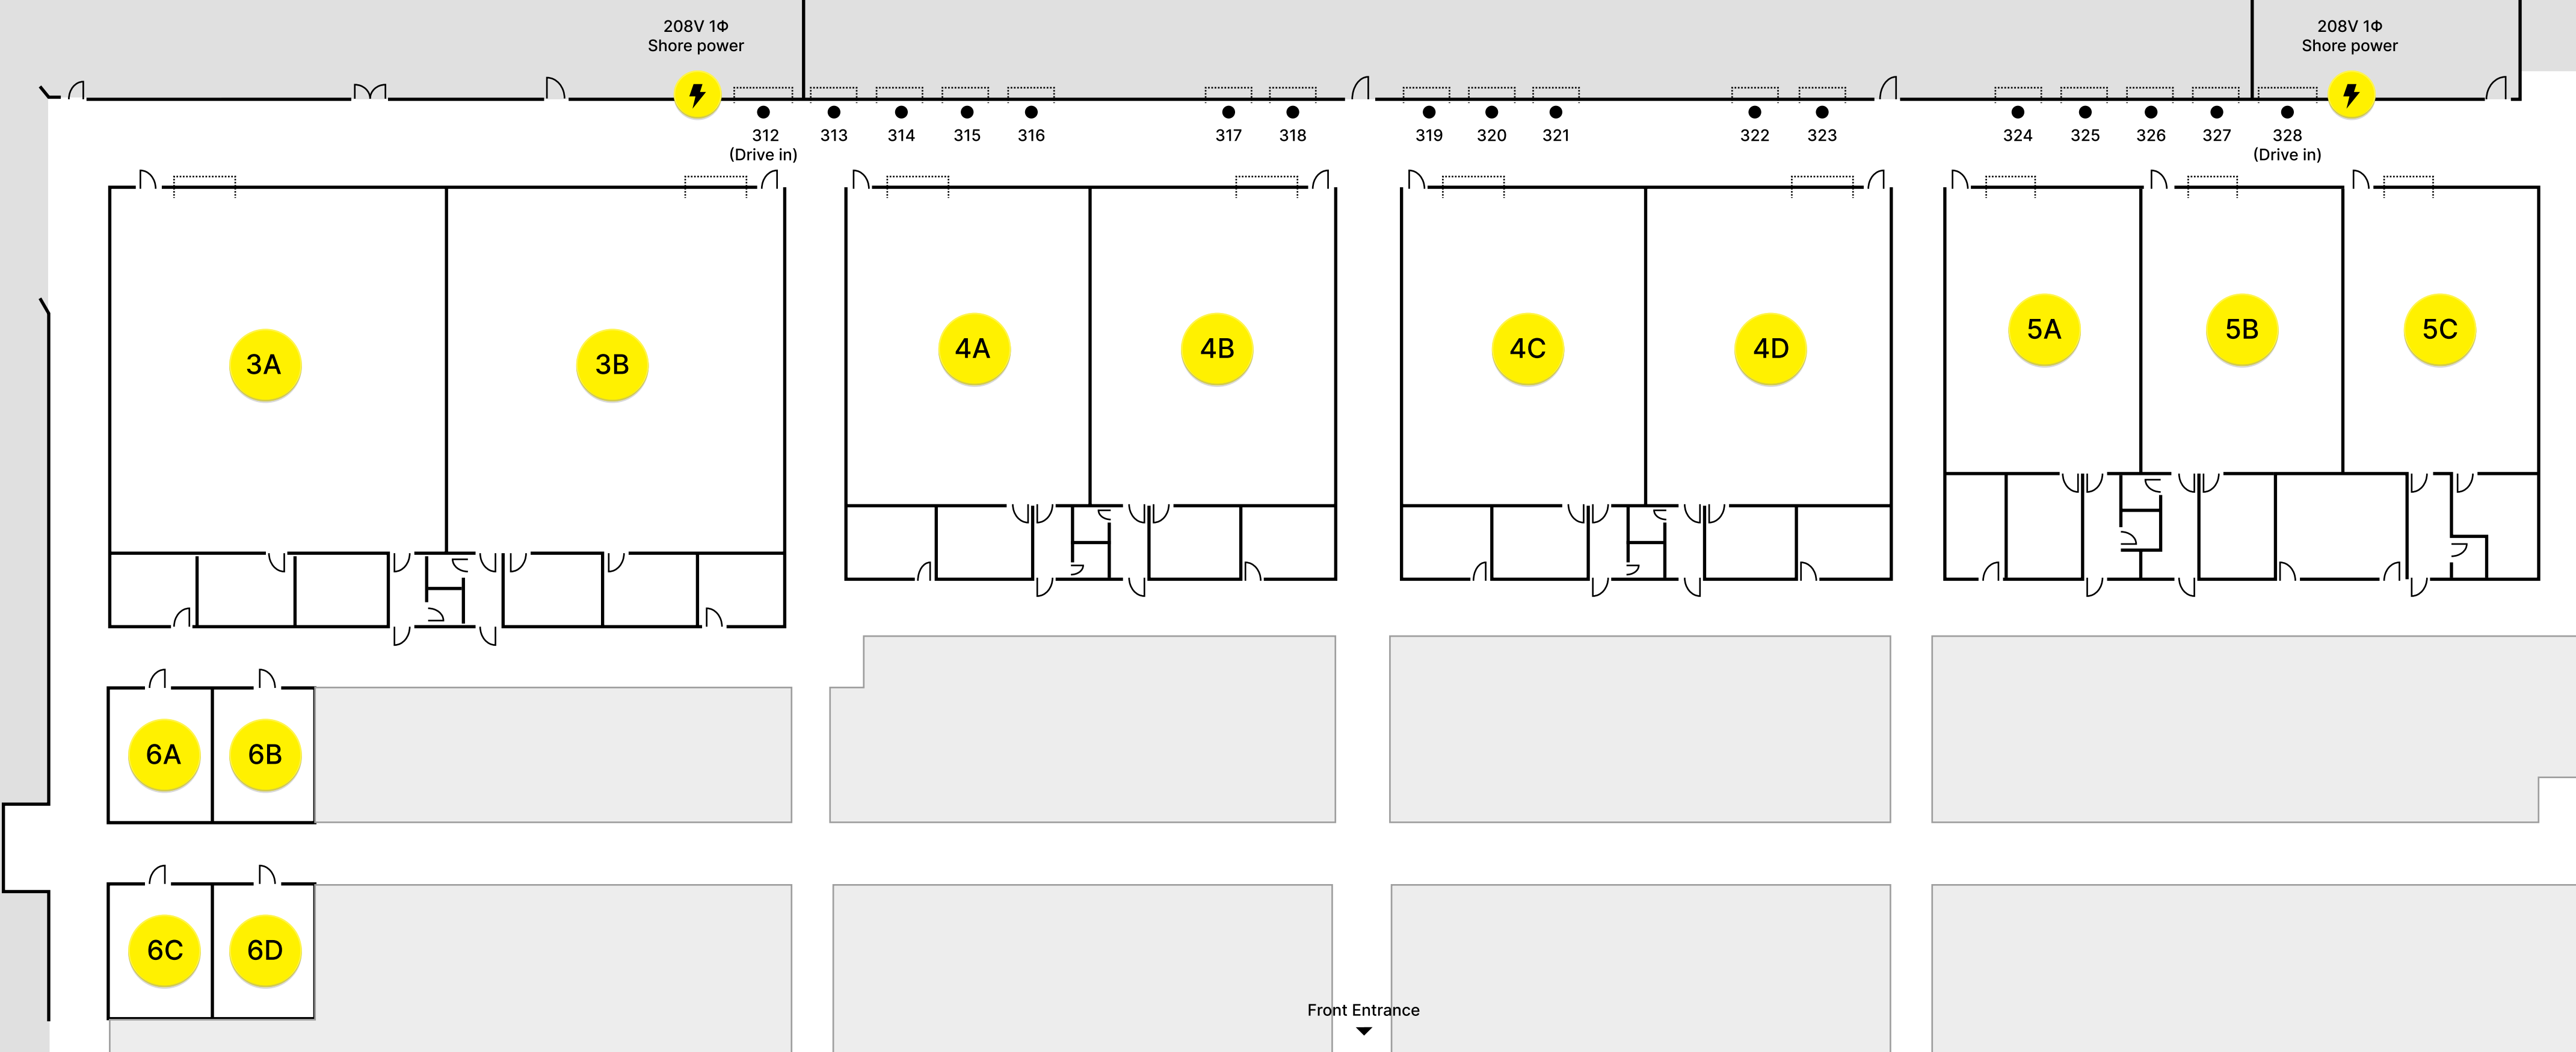 208V 1Φ
Shore power
208V 1Φ
Shore power
312
(Drive in)
313
314
315
316
317
318
319
320
321
322
323
324
325
326
327
328
(Drive in)
3A
3B
4A
4B
4C
4D
5A
5B
5C
6A
6B
6C
6D
Front Entrance